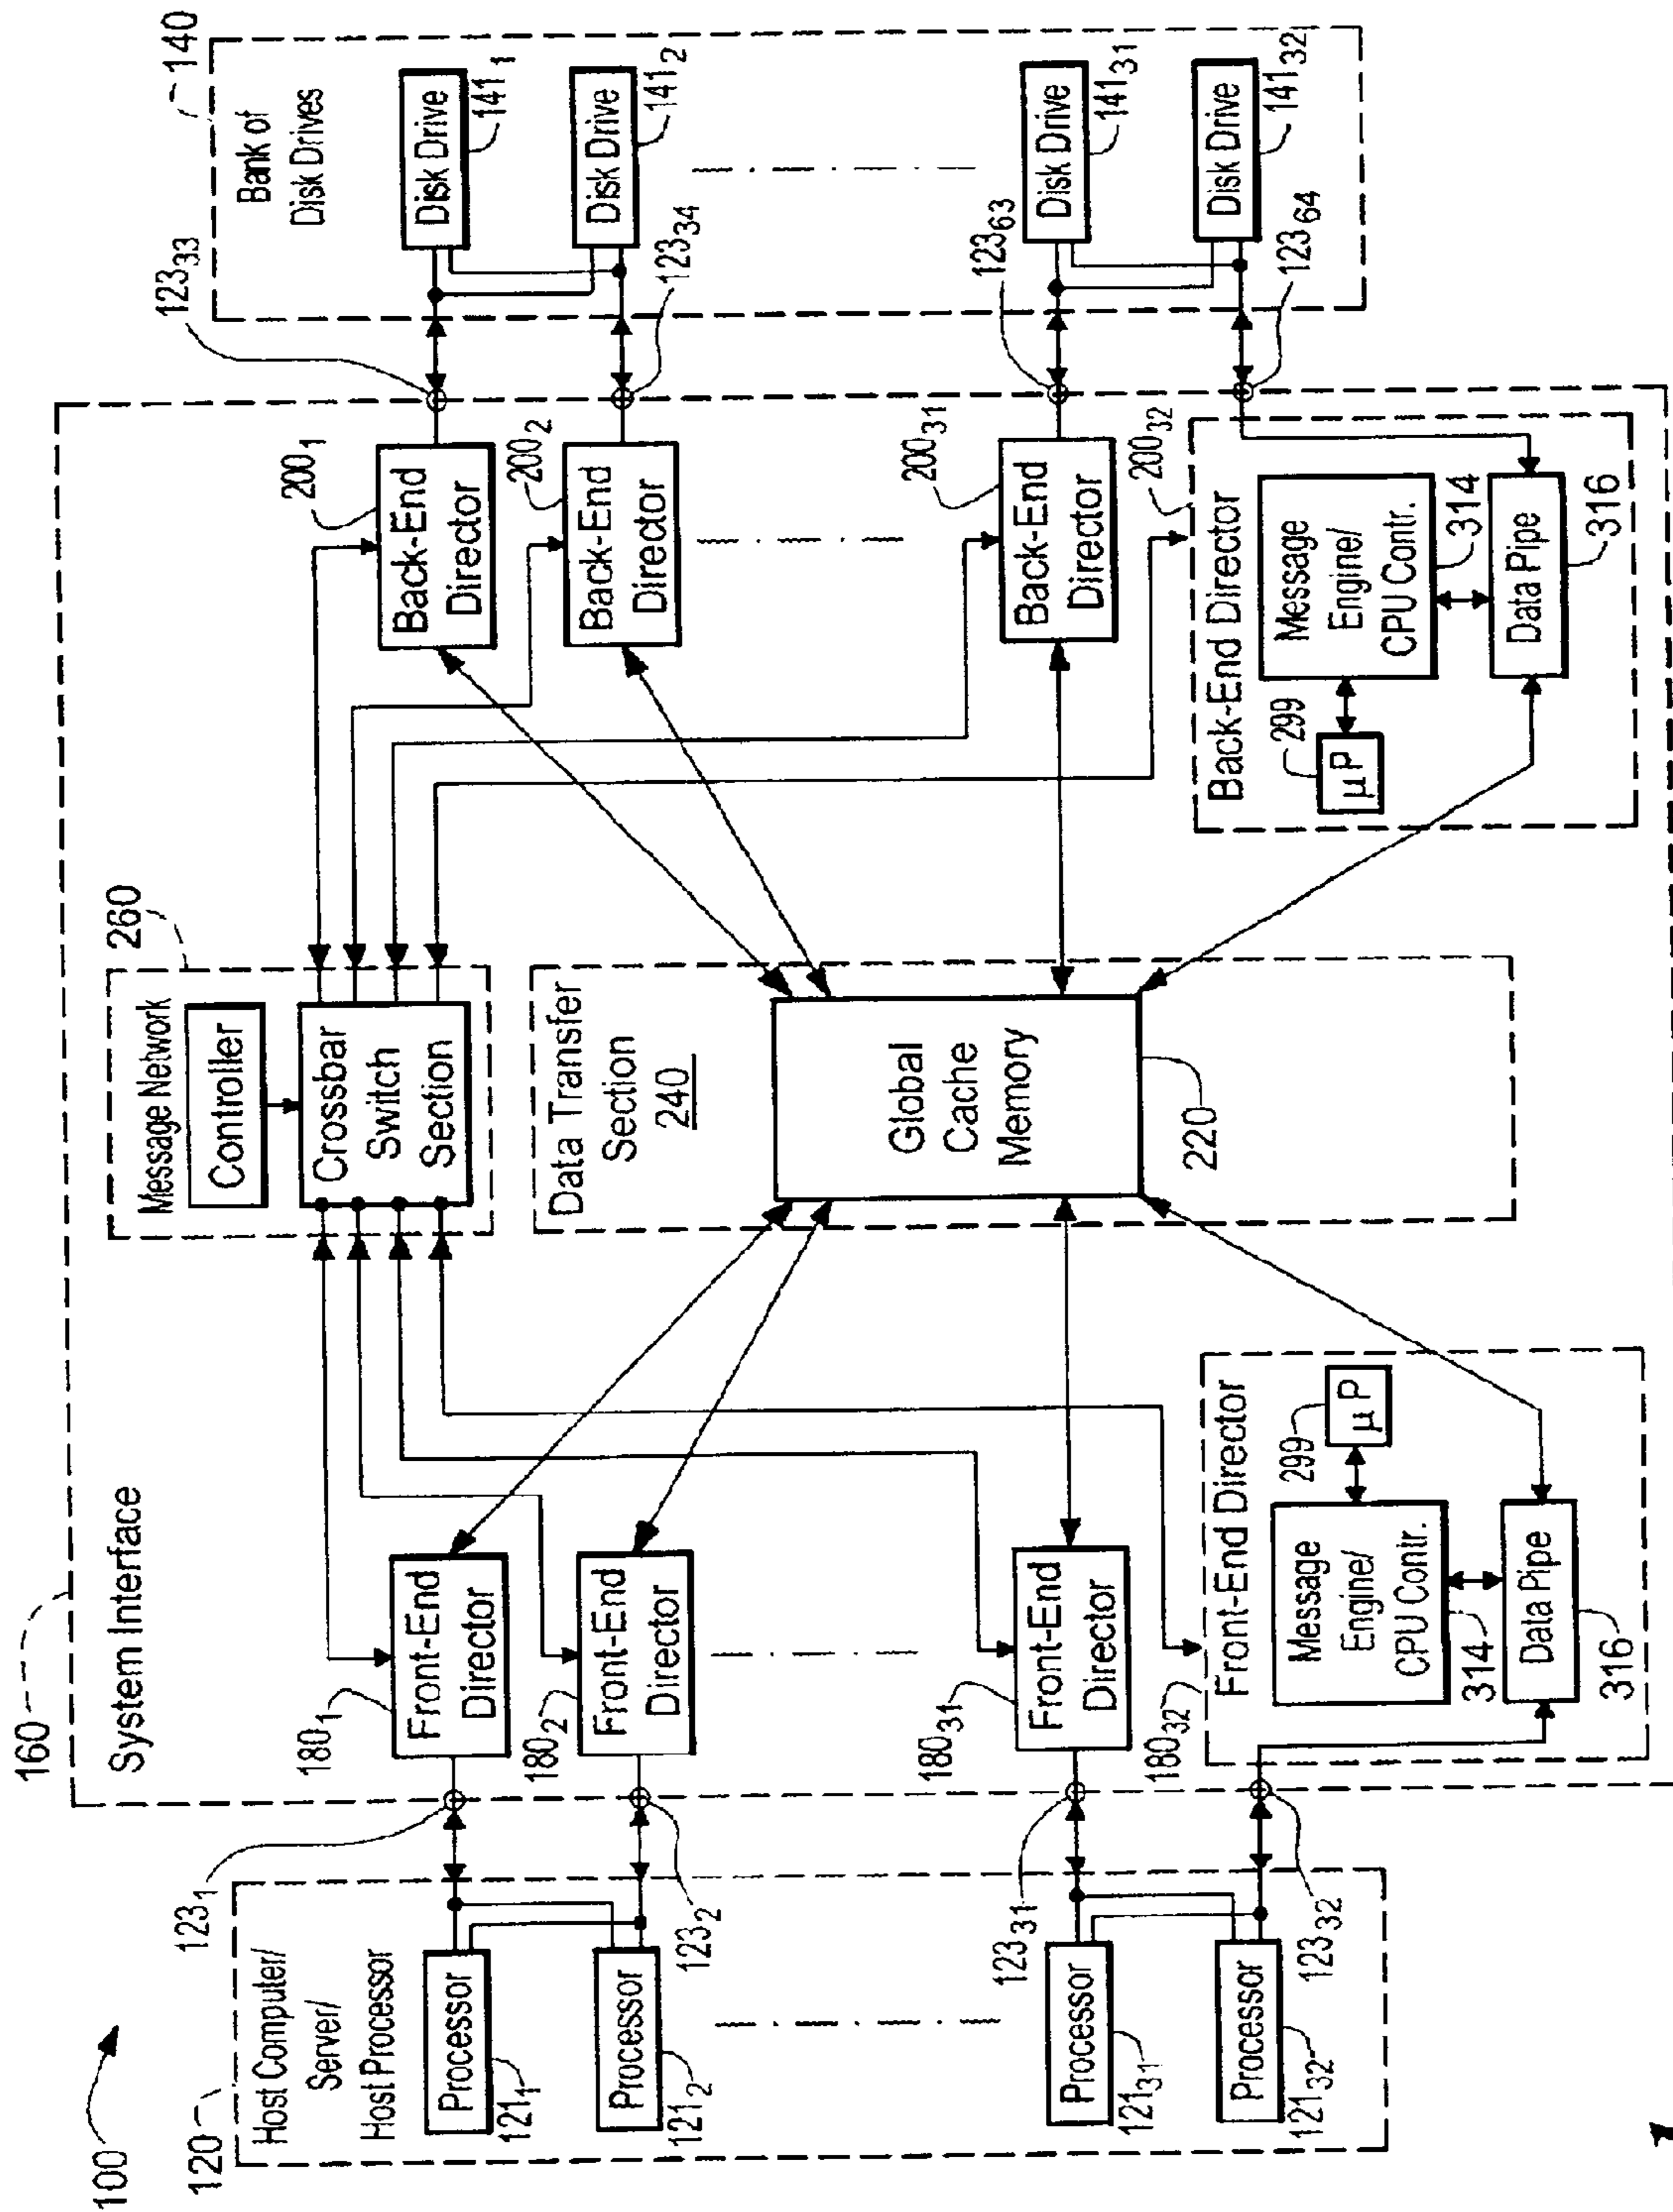 100
120
Host Computer/
Server/
Host Processor
Processor
121₁
Processor
121₂
Processor
121₃₁
Processor
121₃₂
123₁
123₂
123₃₁
123₃₂
160
System Interface
180₁
Front-End
Director
180₂
Front-End
Director
180₃₁
Front-End
Director
180₃₂
Front-End Director
Message
Engine/
CPU Contr.
299
μP
314
Data Pipe
316
Message Network
260
Controller
Crossbar
Switch
Section
Data Transfer
Section
240
Global
Cache
Memory
220
200₁
Back-End
Director
200₂
Back-End
Director
200₃₁
Back-End
Director
200₃₂
Back-End Director
299
μP
Message
Engine/
CPU Contr.
314
Data Pipe
316
123₃₃
123₃₄
123₆₃
123₆₄
140
Bank of
Disk Drives
Disk Drive
141₁
Disk Drive
141₂
Disk Drive
141₃₁
Disk Drive
141₃₂